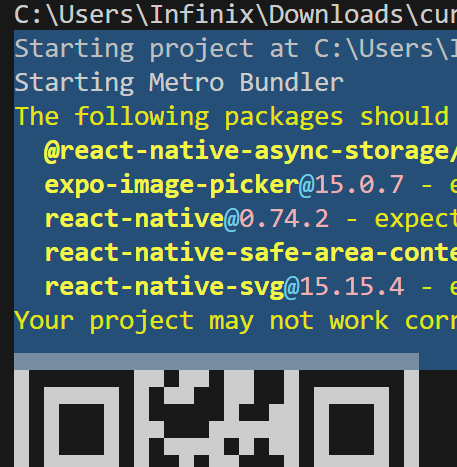 C:\Users\Infinix\Downloads\cur
Starting project at C:\Users\I
Starting Metro Bundler
The following packages should
@react-native-async-storage/
expo-image-picker@15.0.7 - e
react-native@0.74.2 - expect
react-native-safe-area-conte
react-native-svg@15.15.4 - e
Your project may not work corr